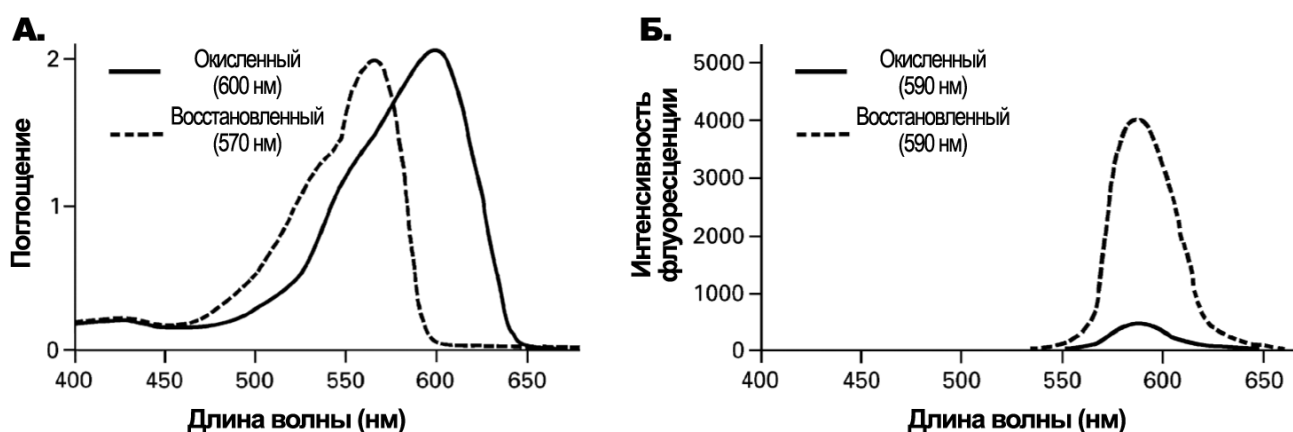 А.
2
1
0
Поглощение
Окисленный
(600 нм)
Восстановленный
(570 нм)
400 450 500 550 600 650
Длина волны (нм)
Б.
5000
4000
3000
2000
1000
0
Интенсивность
флуоресценции
Окисленный
(590 нм)
Восстановленный
(590 нм)
400 450 500 550 600 650
Длина волны (нм)